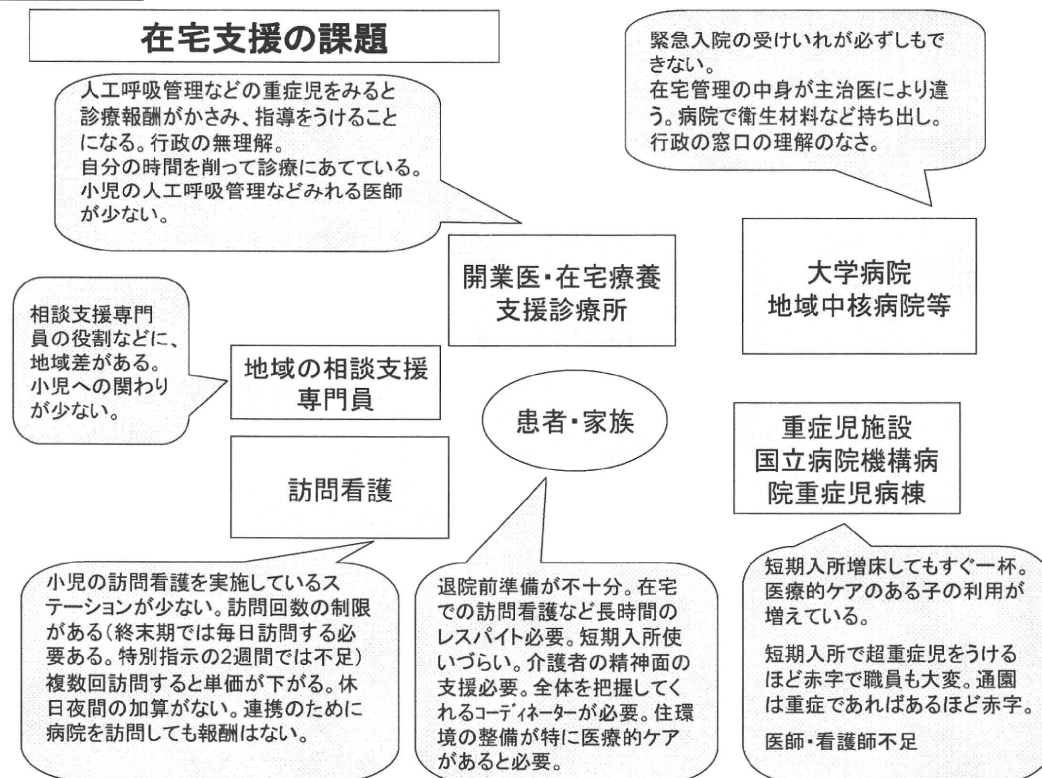 在宅支援の課題
人工呼吸管理などの重症児をみると
診療報酬がかさみ、指導をうけること
になる。行政の無理解。
自分の時間を削って診療にあてている。
小児の人工呼吸管理などみれる医師
が少ない。
緊急入院の受けいれが必ずしもで
きない。
在宅管理の中身が主治医により違
う。病院で衛生材料など持ち出し。
行政の窓口の理解のなさ。
開業医・在宅療養
支援診療所
大学病院
地域中核病院等
相談支援専門
員の役割などに、
地域差がある。
小児への関わり
が少ない。
地域の相談支援
専門員
患者・家族
重症児施設
国立病院機構病
院重症児病棟
訪問看護
小児の訪問看護を実施しているス
テーションが少ない。訪問回数の制限
がある(終末期では毎日訪問する必
要ある。特別指示の2週間では不足)
複数回訪問すると単価が下がる。休
日夜間の加算がない。連携のために
病院を訪問しても報酬はない。
退院前準備が不十分。在宅
での訪問看護など長時間の
レスパイト必要。短期入所使
いづらい。介護者の精神面の
支援必要。全体を把握してく
れるコーディネーターが必要。住環
境の整備が特に医療的ケア
があると必要。
短期入所増床してもすぐ一杯。
医療的ケアのある子の利用が
増えている。
短期入所で超重症児をうける
ほど赤字で職員も大変。通園
は重症であればあるほど赤字。
医師・看護師不足